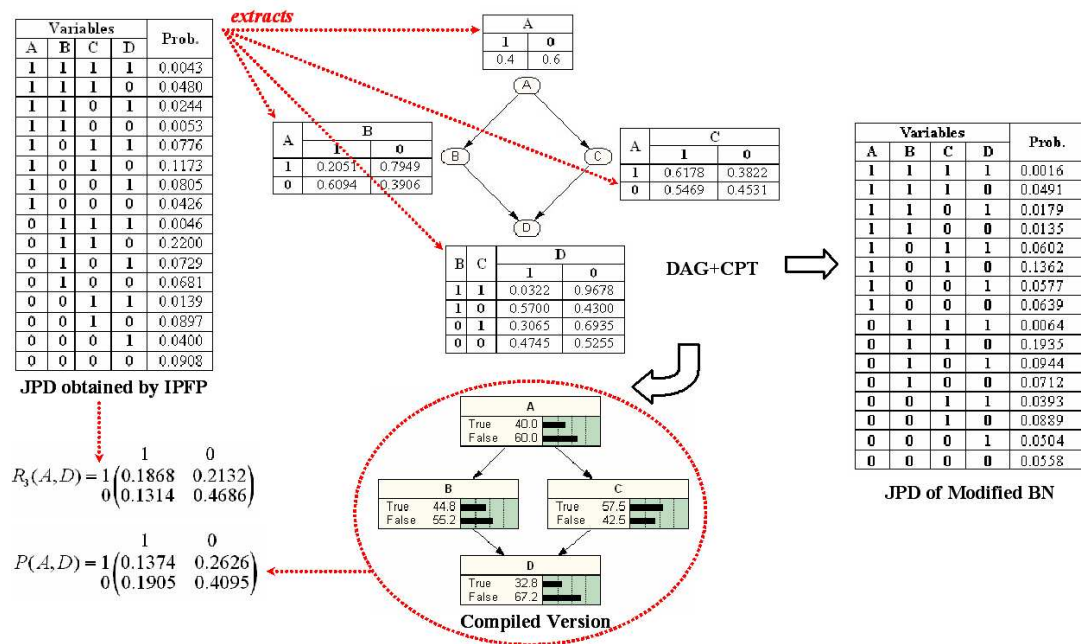 Variables Prob.
A B C D
1 1 1 1 0.0043
1 1 1 0 0.0480
1 1 0 1 0.0244
1 1 0 0 0.0053
1 0 1 1 0.0776
1 0 1 0 0.1173
1 0 0 1 0.0805
1 0 0 0 0.0426
0 1 1 1 0.0046
0 1 1 0 0.2200
0 1 0 1 0.0729
0 1 0 0 0.0681
0 0 1 1 0.0139
0 0 1 0 0.0897
0 0 0 1 0.0400
0 0 0 0 0.0908
JPD obtained by IPFP
extracts
A
1 0
0.4 0.6
A
B
C
D
A B
1 0
1 0.2051 0.7949
0 0.6094 0.3906
A C
1 0
1 0.6178 0.3822
0 0.5469 0.4531
B C D
1 0
1 1 0.0322 0.9678
1 0 0.5700 0.4300
0 1 0.3065 0.6935
0 0 0.4745 0.5255
DAG+CPT
Variables Prob.
A B C D
1 1 1 1 0.0016
1 1 1 0 0.0491
1 1 0 1 0.0179
1 1 0 0 0.0135
1 0 1 1 0.0602
1 0 1 0 0.1362
1 0 0 1 0.0577
1 0 0 0 0.0639
0 1 1 1 0.0064
0 1 1 0 0.1935
0 1 0 1 0.0944
0 1 0 0 0.0712
0 0 1 1 0.0393
0 0 1 0 0.0889
0 0 0 1 0.0504
0 0 0 0 0.0558
JPD of Modified BN
A
True 40.0
False 60.0
B
True 44.8
False 55.2
C
True 57.5
False 42.5
D
True 32.8
False 67.2
Compiled Version
1 0
R₃(A,D) = 1 (0.1868 0.2132)
0 (0.1314 0.4686)
1 0
P(A,D) = 1 (0.1374 0.2626)
0 (0.1905 0.4095)